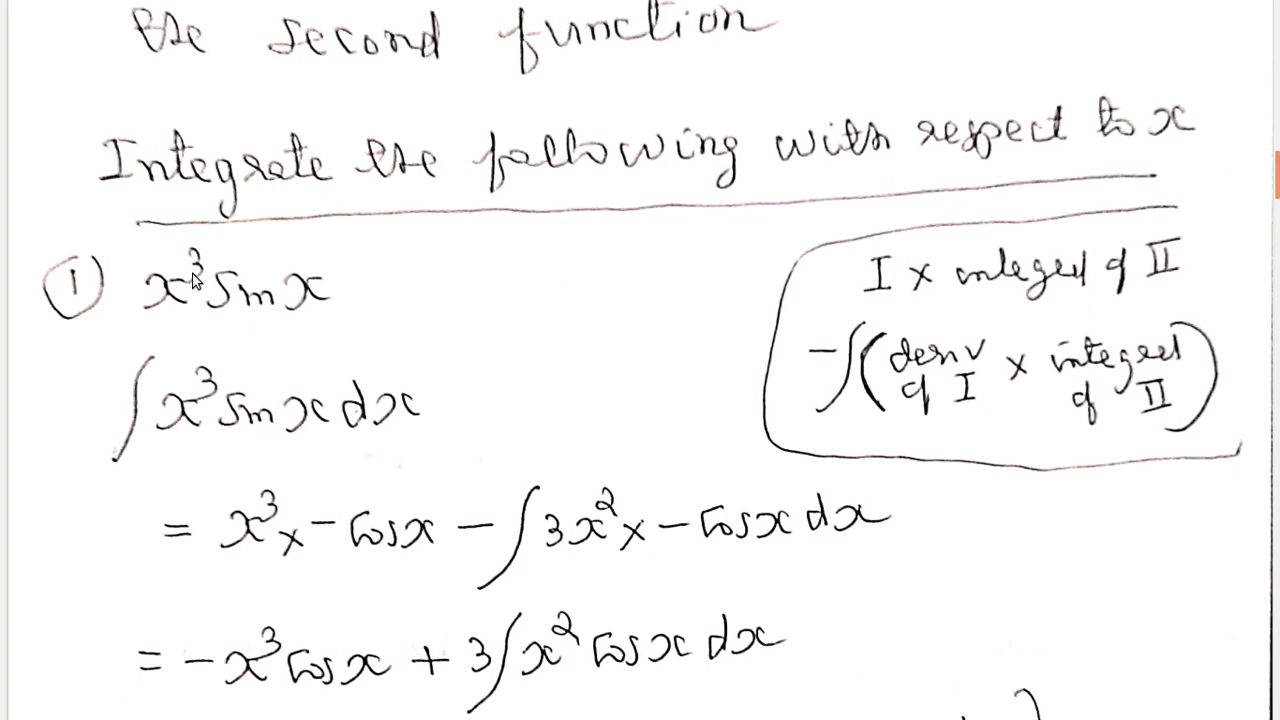 the second function
Integrate the following with respect to x
① x³ sin x
I × integral of II
∫ x³ sin x dx
-∫(deriv of I × integral of II)
= x³ × -cos x - ∫ 3x² × -cos x dx
= -x³ cos x + 3∫ x² cos x dx